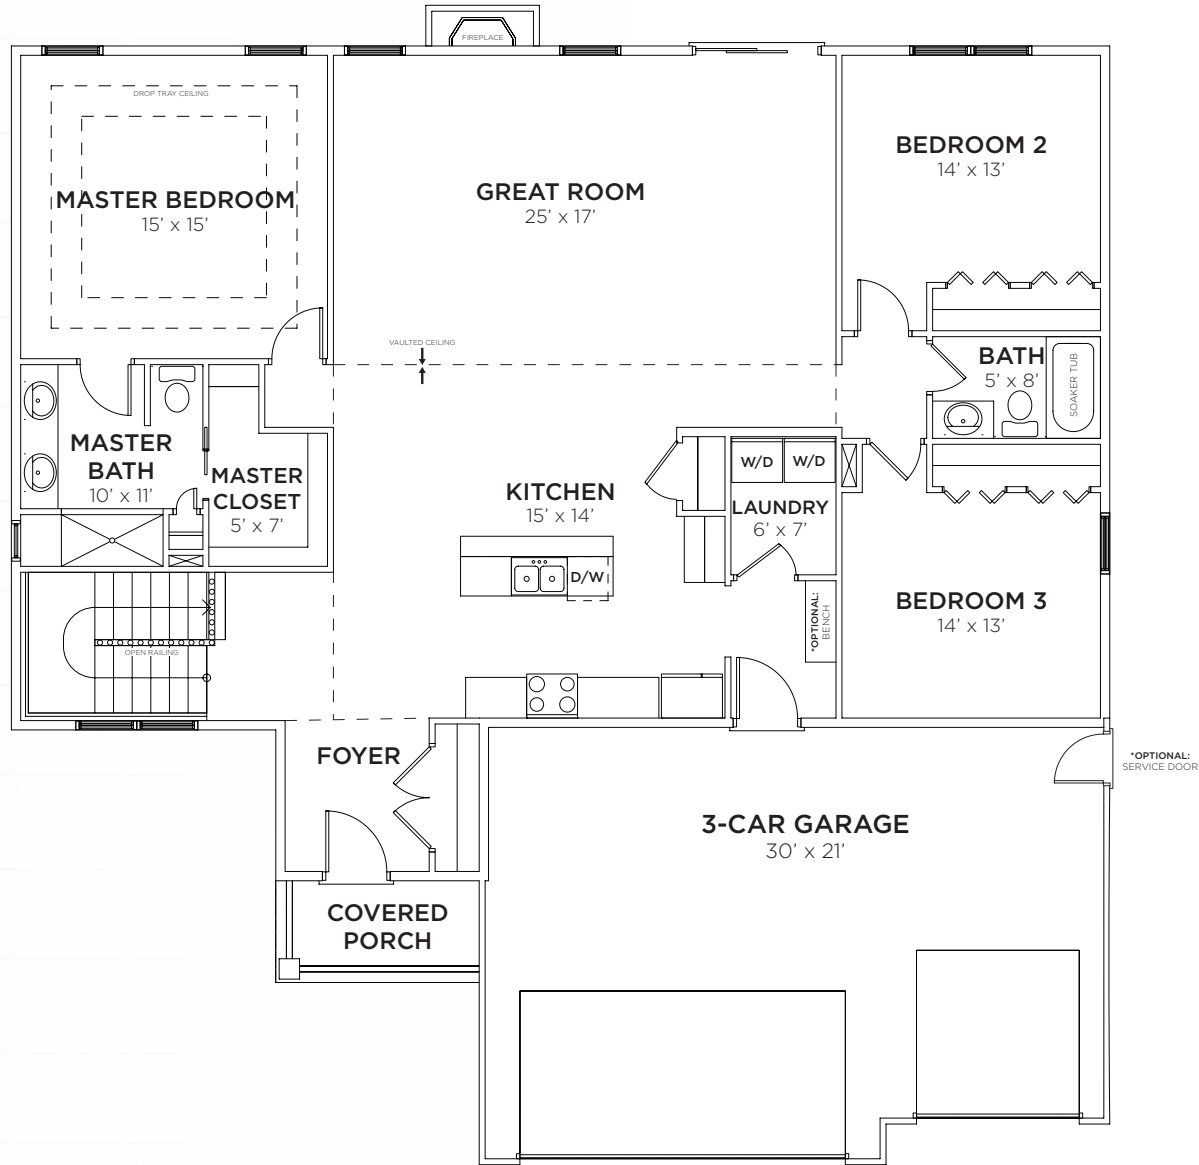 FIREPLACE
DROP TRAY CEILING
MASTER BEDROOM
15’ x 15’
GREAT ROOM
25’ x 17’
BEDROOM 2
14’ x 13’
VAULTED CEILING
BATH
5’ x 8’
SOAKER TUB
MASTER
BATH
10’ x 11’
MASTER
CLOSET
5’ x 7’
KITCHEN
15’ x 14’
D/W
W/D
W/D
LAUNDRY
6’ x 7’
*OPTIONAL:
BENCH
BEDROOM 3
14’ x 13’
OPEN RAILING
FOYER
*OPTIONAL:
SERVICE DOOR
3-CAR GARAGE
30’ x 21’
COVERED
PORCH